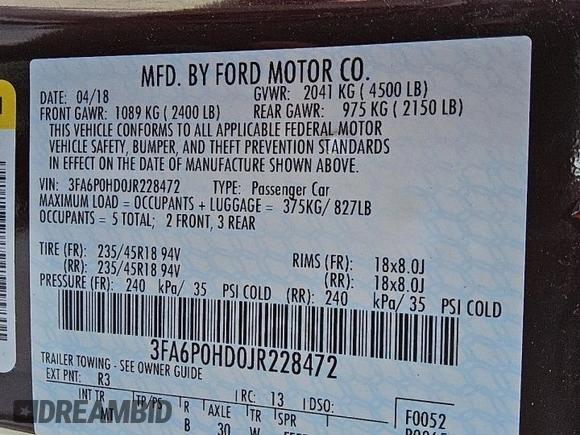 MFD. BY FORD MOTOR CO.
DATE: 04/18 GVWR: 2041 KG ( 4500 LB)
FRONT GAWR: 1089 KG ( 2400 LB) REAR GAWR: 975 KG ( 2150 LB)
THIS VEHICLE CONFORMS TO ALL APPLICABLE FEDERAL MOTOR
VEHICLE SAFETY, BUMPER, AND THEFT PREVENTION STANDARDS
IN EFFECT ON THE DATE OF MANUFACTURE SHOWN ABOVE.
VIN: 3FA6P0HD0JR228472 TYPE: Passenger Car
MAXIMUM LOAD = OCCUPANTS + LUGGAGE = 375KG/ 827LB
OCCUPANTS = 5 TOTAL; 2 FRONT, 3 REAR
TIRE (FR): 235/45R18 94V RIMS (FR): 18x8.0J
(RR): 235/45R18 94V (RR): 18x8.0J
PRESSURE (FR): 240 kPa/ 35 PSI COLD (RR): 240 kPa/ 35 PSI COLD
3FA6P0HD0JR228472
TRAILER TOWING - SEE OWNER GUIDE
EXT PNT: R3 RC: 13 DSO:
INT TR TP/PS R AXLE TR SPR F0052
B 30
DREAMBID